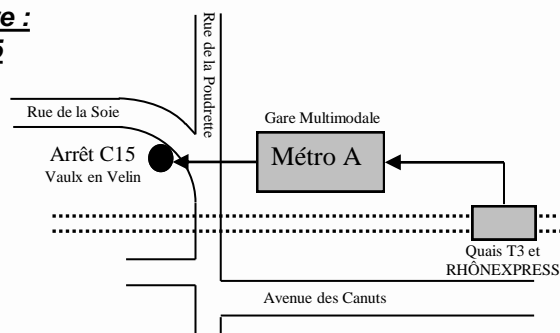 e :
Rue de la Poudrette
Rue de la Soie
Gare Multimodale
Métro A
Arrêt C15
Vaulx en Velin
Quais T3 et
RHÔNEXPRESS
Avenue des Canuts